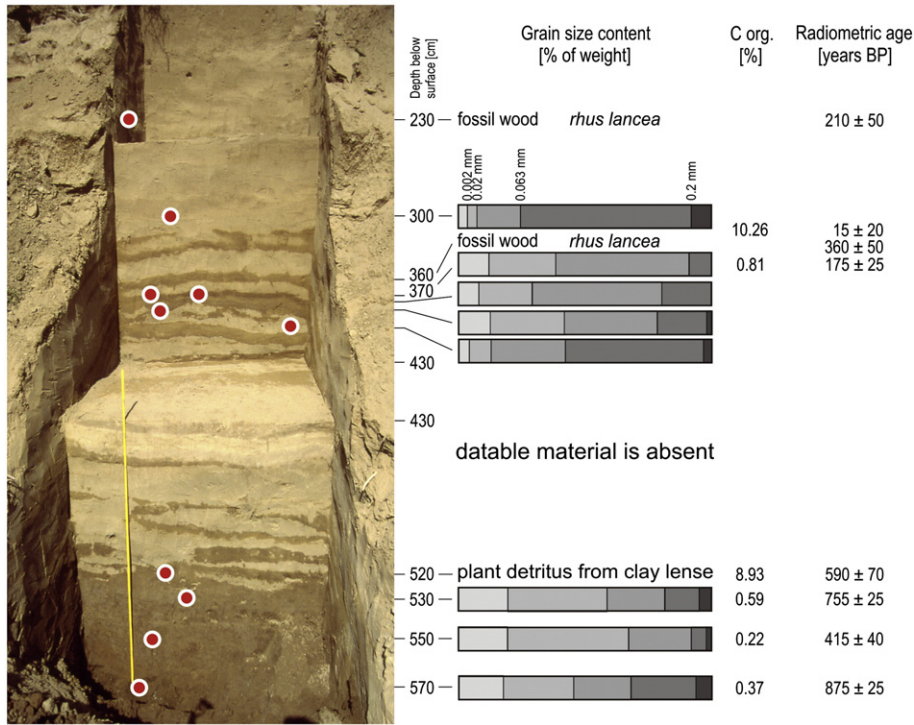 Depth below
surface [cm]
Grain size content
[% of weight]
C org.
[%]
Radiometric age
[years BP]
230 fossil wood rhus lancea 210 ± 50
0.002 mm
0.02 mm
0.063 mm
0.2 mm
300
10.26 15 ± 20
fossil wood rhus lancea 360 ± 50
360 0.81 175 ± 25
370
430
430
datable material is absent
520 plant detritus from clay lense 8.93 590 ± 70
530 0.59 755 ± 25
550 0.22 415 ± 40
570 0.37 875 ± 25